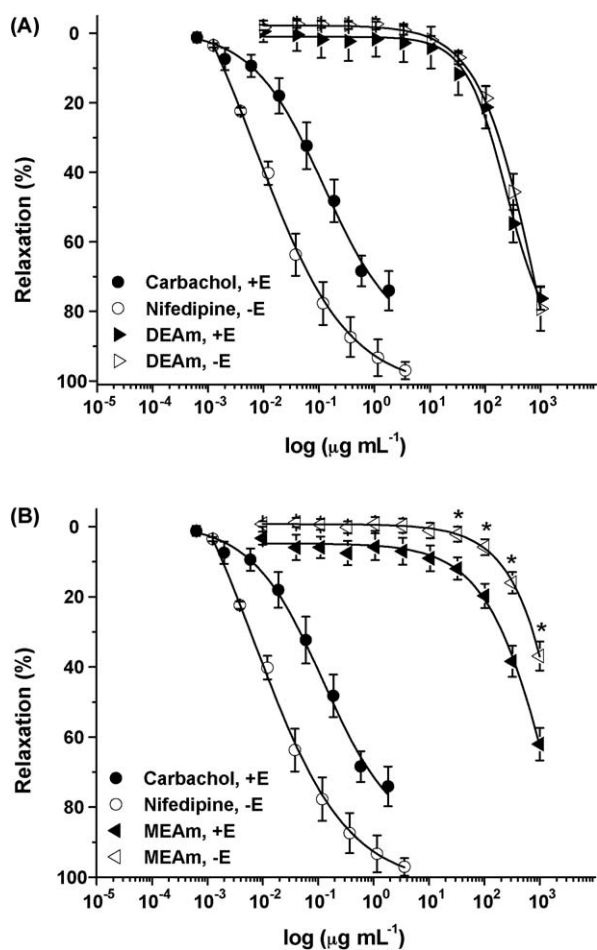 (A)
0
20
40
60
80
100
Relaxation (%)
Carbachol, +E
Nifedipine, -E
DEAm, +E
DEAm, -E
10⁻⁵ 10⁻⁴ 10⁻³ 10⁻² 10⁻¹ 10⁰ 10¹ 10² 10³
log (µg mL⁻¹)
(B)
0
20
40
60
80
100
Relaxation (%)
* * * *
Carbachol, +E
Nifedipine, -E
MEAm, +E
MEAm, -E
10⁻⁵ 10⁻⁴ 10⁻³ 10⁻² 10⁻¹ 10⁰ 10¹ 10² 10³
log (µg mL⁻¹)